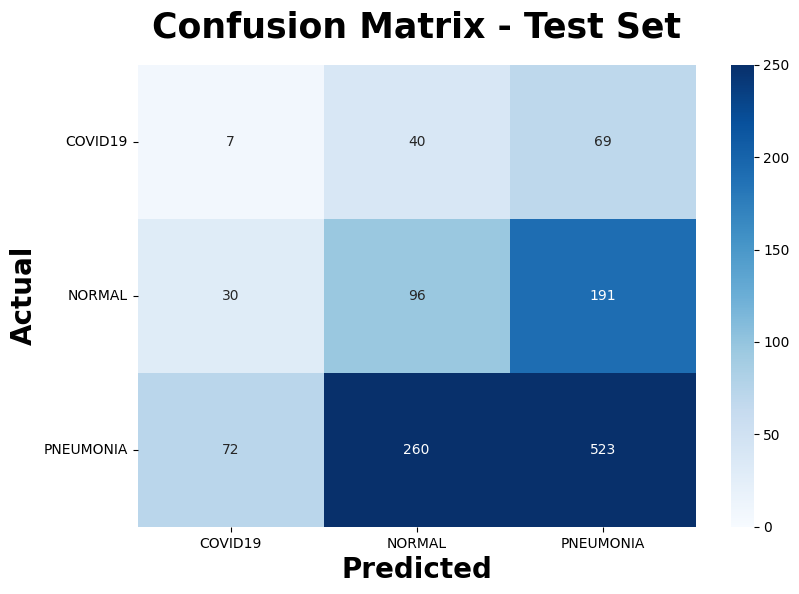 Confusion Matrix - Test Set
Actual
COVID19 7 40 69
NORMAL 30 96 191
PNEUMONIA 72 260 523
COVID19 NORMAL PNEUMONIA
Predicted
250
200
150
100
50
0